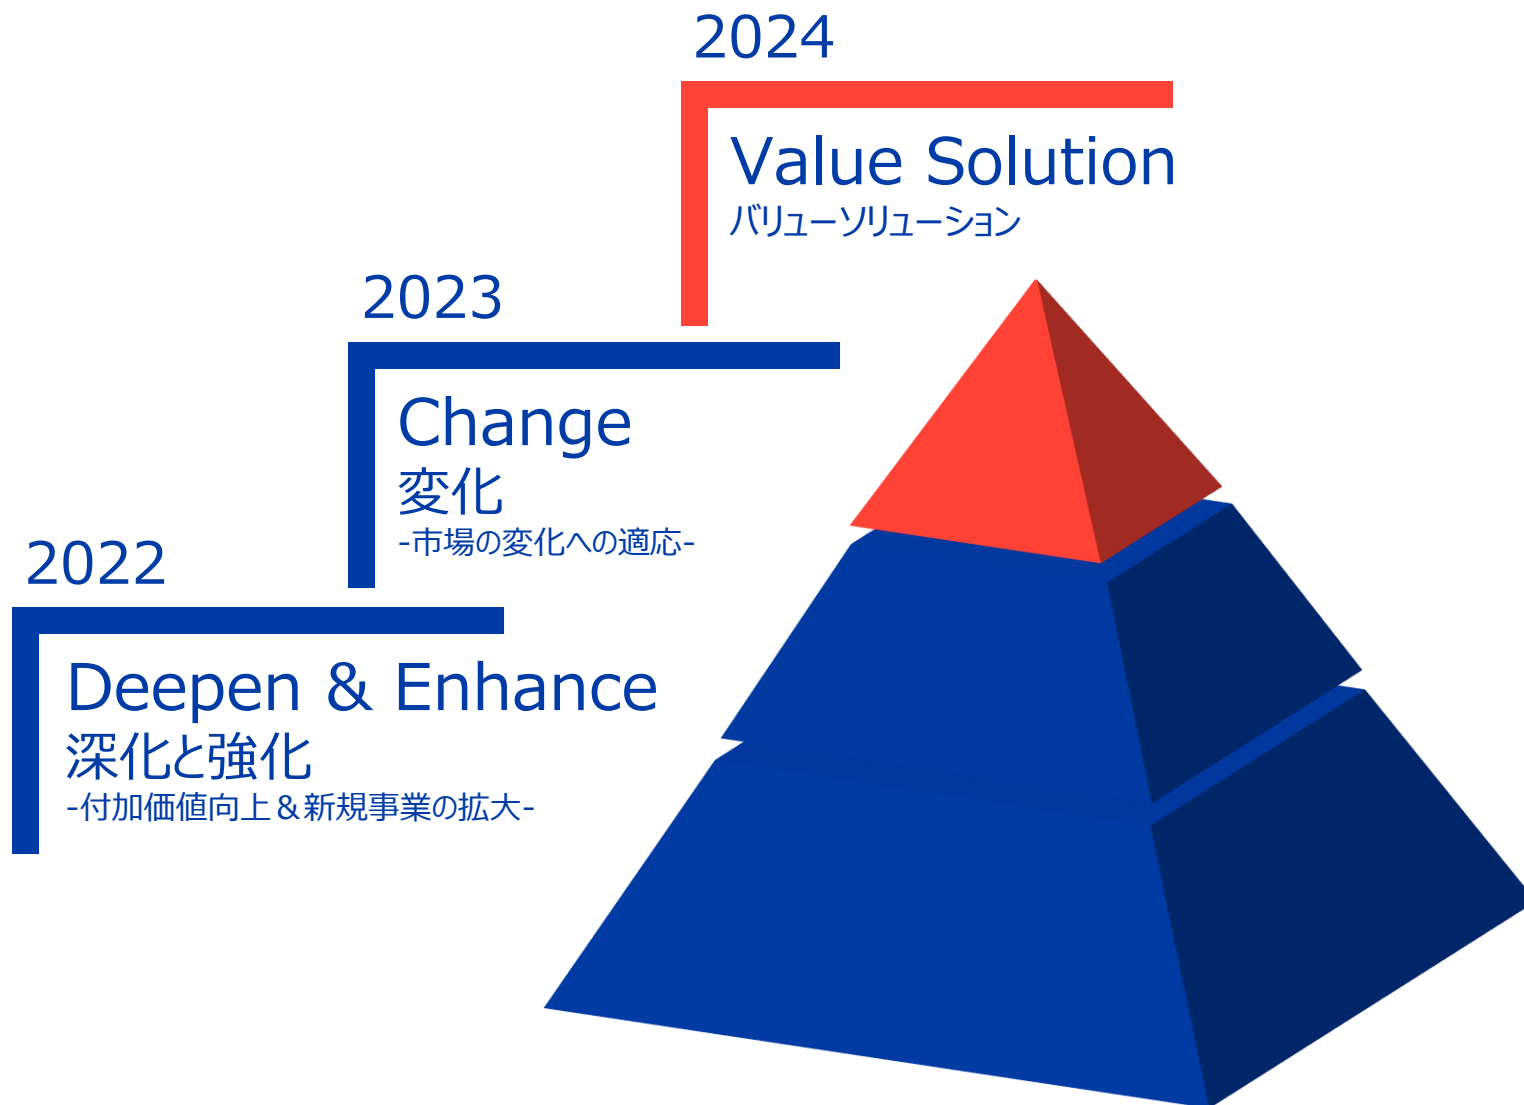 2024
Value Solution
バリューソリューション
2023
Change
変化
-市場の変化への適応-
2022
Deepen & Enhance
深化と強化
-付加価値向上＆新規事業の拡大-